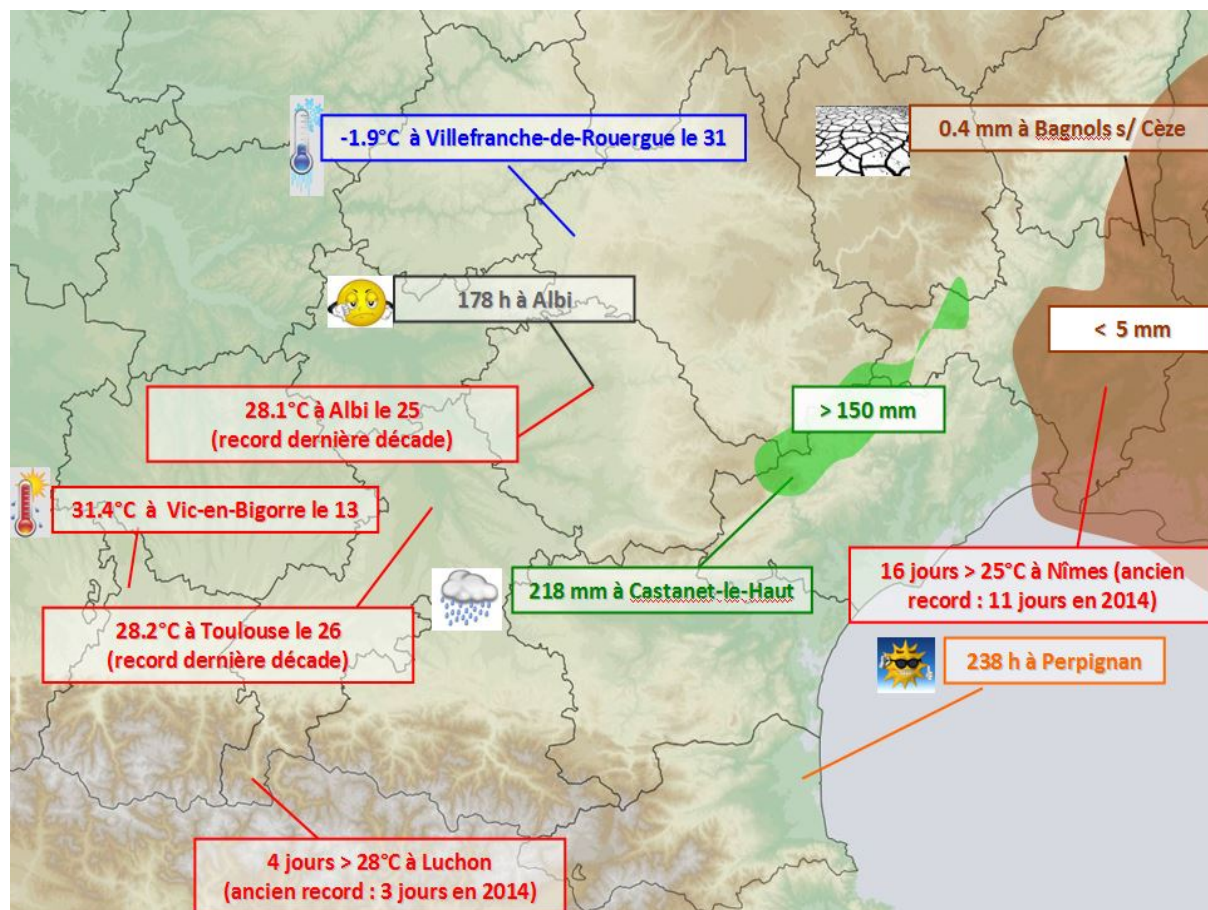 -1.9°C à Villefranche-de-Rouergue le 31
0.4 mm à Bagnols s/ Cèze
178 h à Albi
< 5 mm
28.1°C à Albi le 25
(record dernière décade)
> 150 mm
31.4°C à Vic-en-Bigorre le 13
218 mm à Castanet-le-Haut
16 jours > 25°C à Nîmes (ancien
record : 11 jours en 2014)
28.2°C à Toulouse le 26
(record dernière décade)
238 h à Perpignan
4 jours > 28°C à Luchon
(ancien record : 3 jours en 2014)